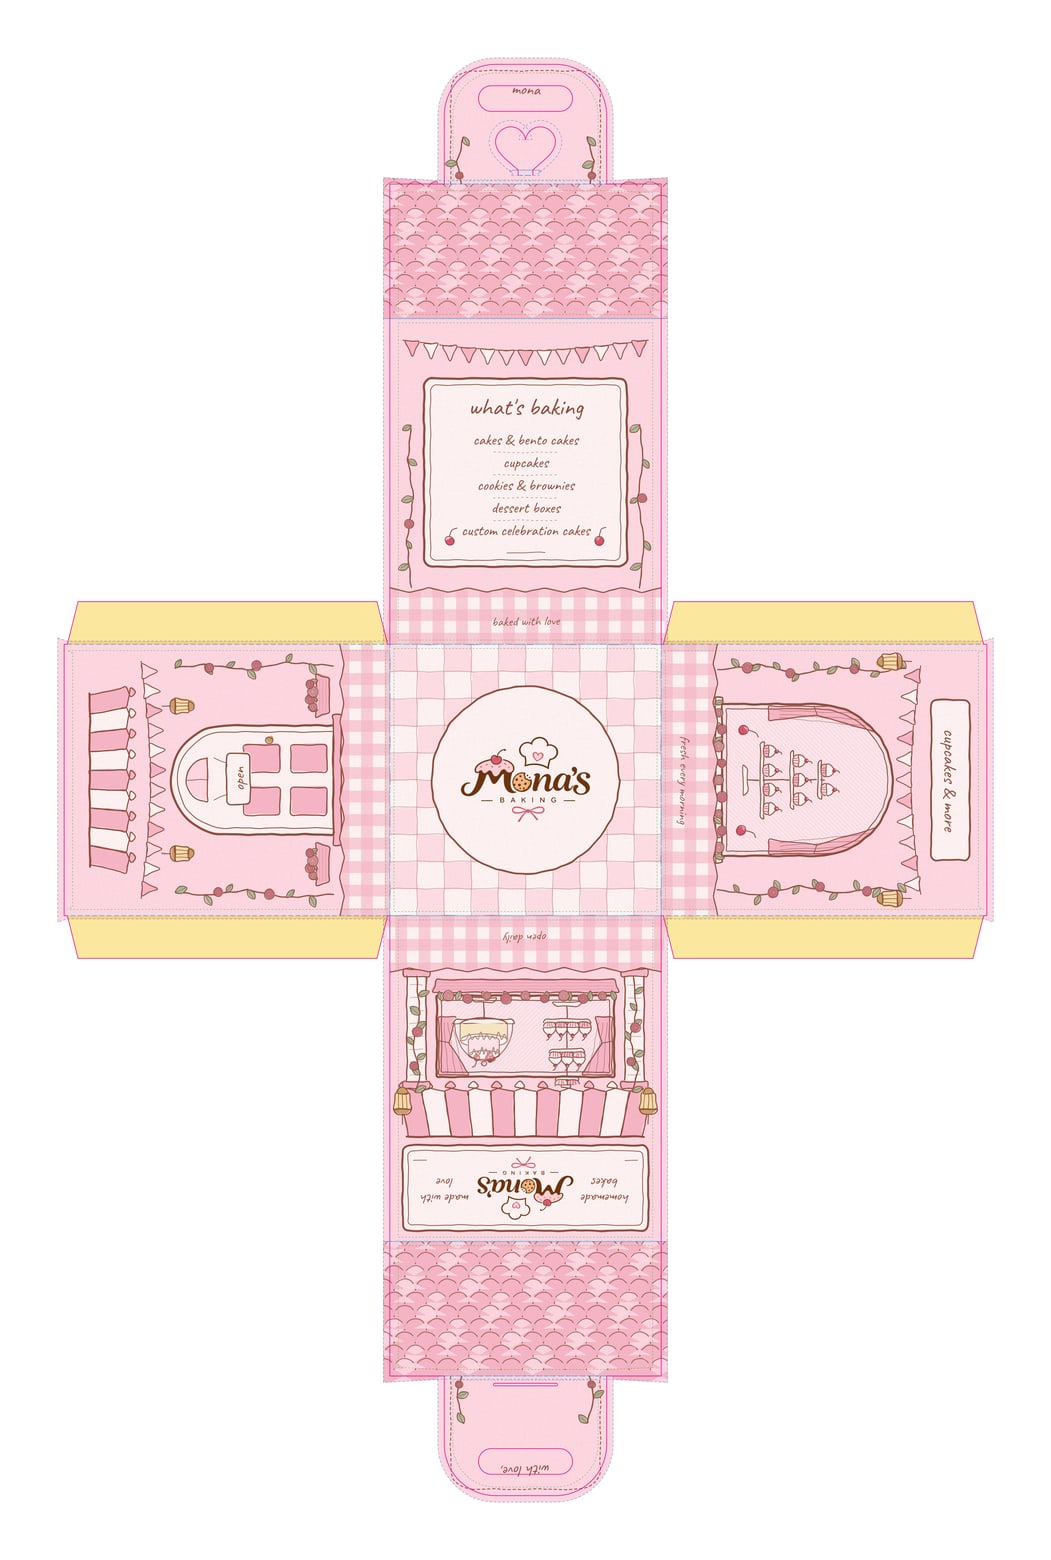 mona
what's baking
cakes & bento cakes
cupcakes
cookies & brownies
dessert boxes
custom celebration cakes
baked with love
open
Mona's
BAKING
fresh every morning
cupcakes & more
open daily
homemade
bakes
Mona's
BAKING
made with
love
with love,